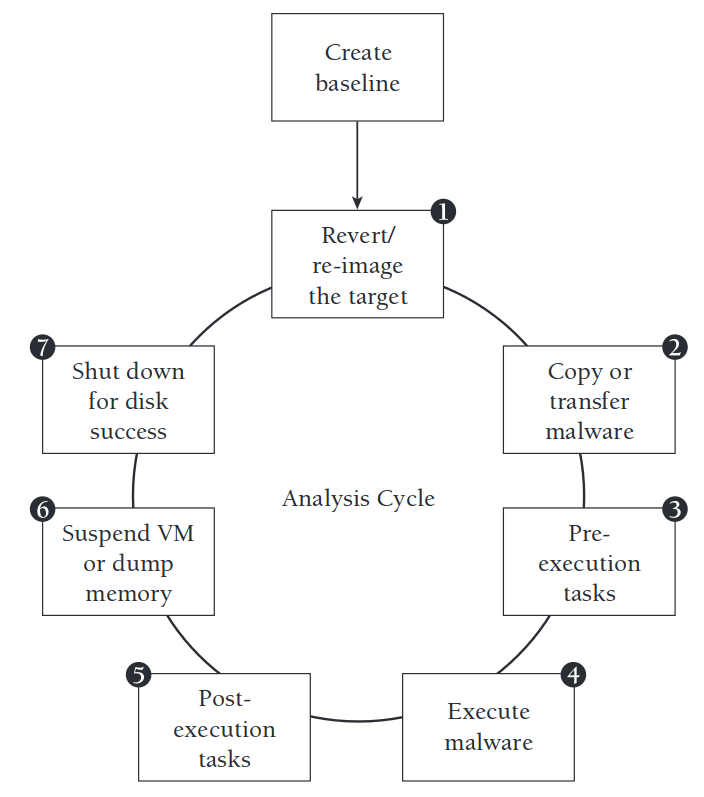 Create
baseline
1
Revert/
re-image
the target
2
Copy or
transfer
malware
3
Pre-
execution
tasks
4
Execute
malware
5
Post-
execution
tasks
6
Suspend VM
or dump
memory
7
Shut down
for disk
success
Analysis Cycle